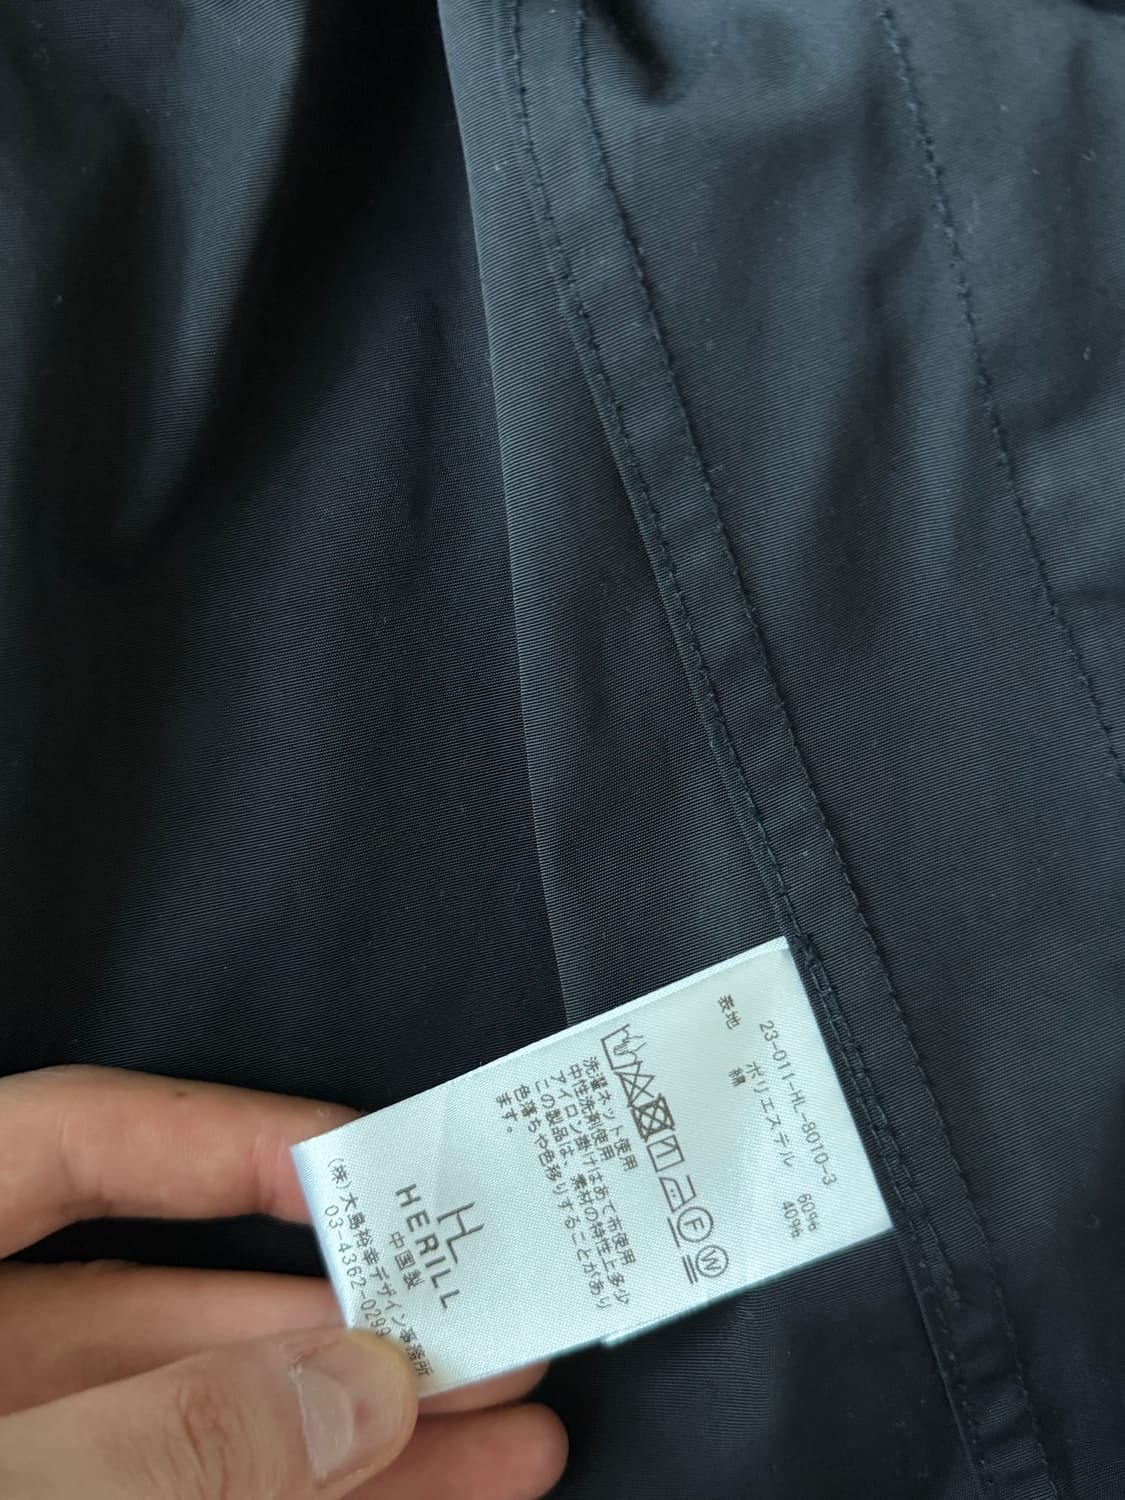 23-011-HL-8010-3
表地 ポリエステル 60%
綿 40%
F W
洗濯ネット使用
中性洗剤使用
アイロン掛けはあて布使用
この製品は、素材の特性上多少
色落ちや色移りすることがあり
ます。
HERILL
中国製
(株)大島裕幸デザイン事務所
03-4362-0299